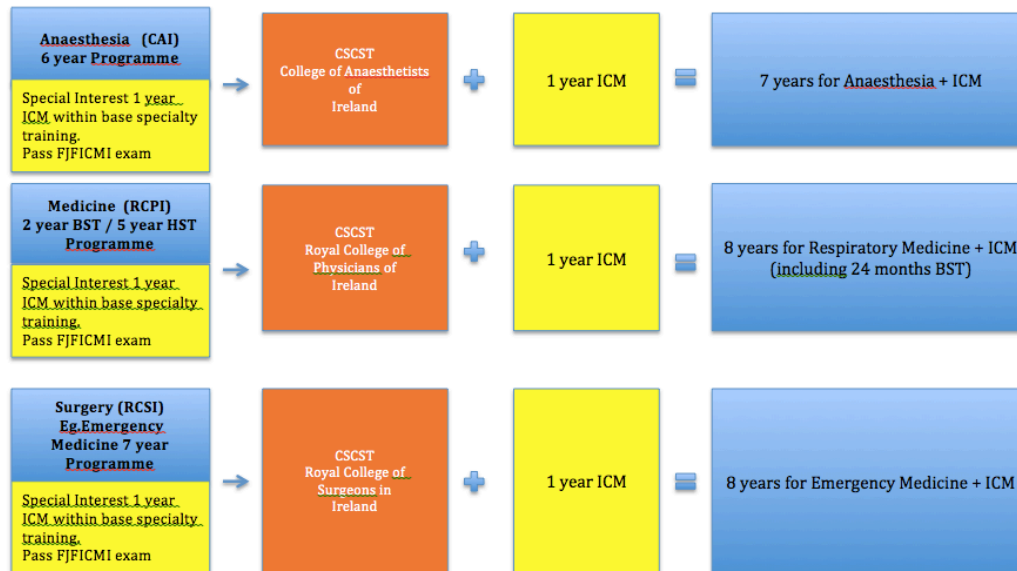 Anaesthesia (CAI)
6 year Programme
Special Interest 1 year
ICM within base specialty
training.
Pass FJFICMI exam
CSCST
College of Anaesthetists
of
Ireland
1 year ICM
7 years for Anaesthesia + ICM
Medicine (RCPI)
2 year BST / 5 year HST
Programme
Special Interest 1 year
ICM within base specialty
training.
Pass FJFICMI exam
CSCST
Royal College of
Physicians of
Ireland
1 year ICM
8 years for Respiratory Medicine + ICM
(including 24 months BST)
Surgery (RCSI)
Eg.Emergency
Medicine 7 year
Programme
Special Interest 1 year
ICM within base specialty
training.
Pass FJFICMI exam
CSCST
Royal College of
Surgeons in
Ireland
1 year ICM
8 years for Emergency Medicine + ICM